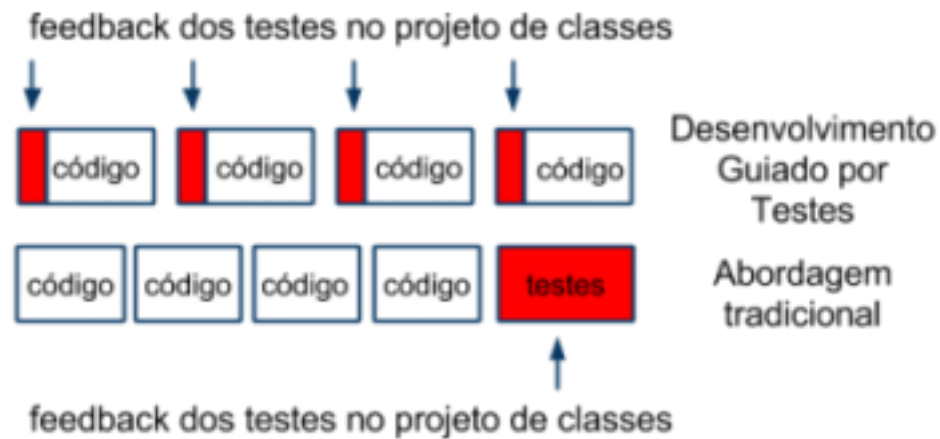 feedback dos testes no projeto de classes
código código código código
Desenvolvimento
Guiado por
Testes
código código código código testes
Abordagem
tradicional
feedback dos testes no projeto de classes